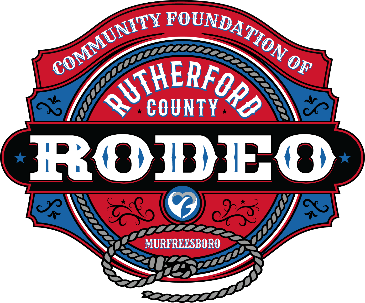 COMMUNITY FOUNDATION OF
RUTHERFORD
COUNTY
RODEO
MURFREESBORO